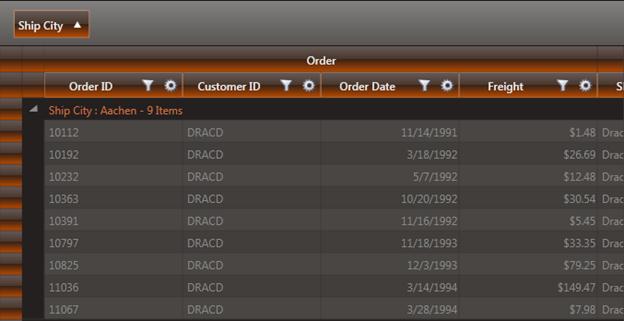 Ship City
Order
Order ID Customer ID Order Date Freight
Ship City : Aachen - 9 Items
10112 DRACD 11/14/1991 $1.48 Drac
10192 DRACD 3/18/1992 $26.69 Drac
10232 DRACD 5/7/1992 $12.48 Drac
10363 DRACD 10/20/1992 $30.54 Drac
10391 DRACD 11/16/1992 $5.45 Drac
10797 DRACD 11/18/1993 $33.35 Drac
10825 DRACD 12/3/1993 $79.25 Drac
11036 DRACD 3/14/1994 $149.47 Drac
11067 DRACD 3/28/1994 $7.98 Drac